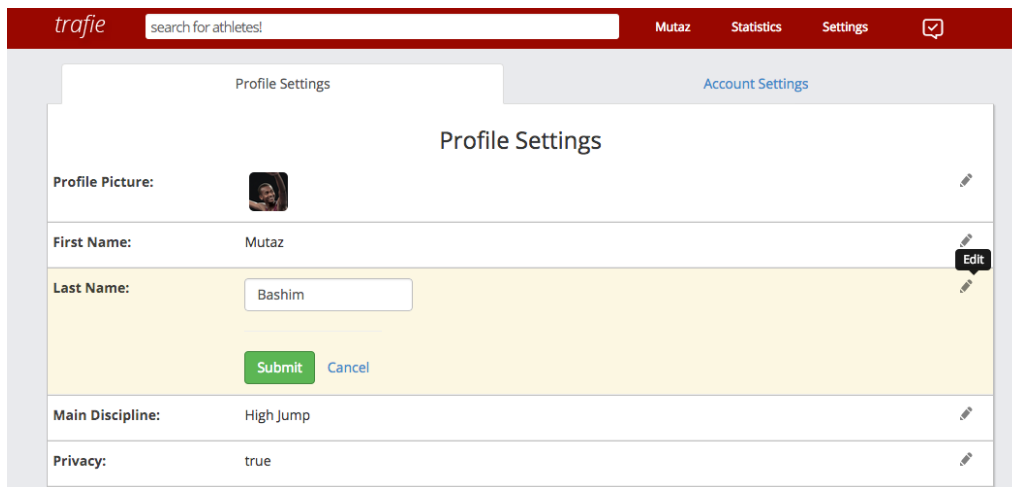 trafie search for athletes! Mutaz Statistics Settings
Profile Settings Account Settings
Profile Settings
Profile Picture:
First Name: Mutaz
Edit
Last Name: Bashim
Submit Cancel
Main Discipline: High Jump
Privacy: true